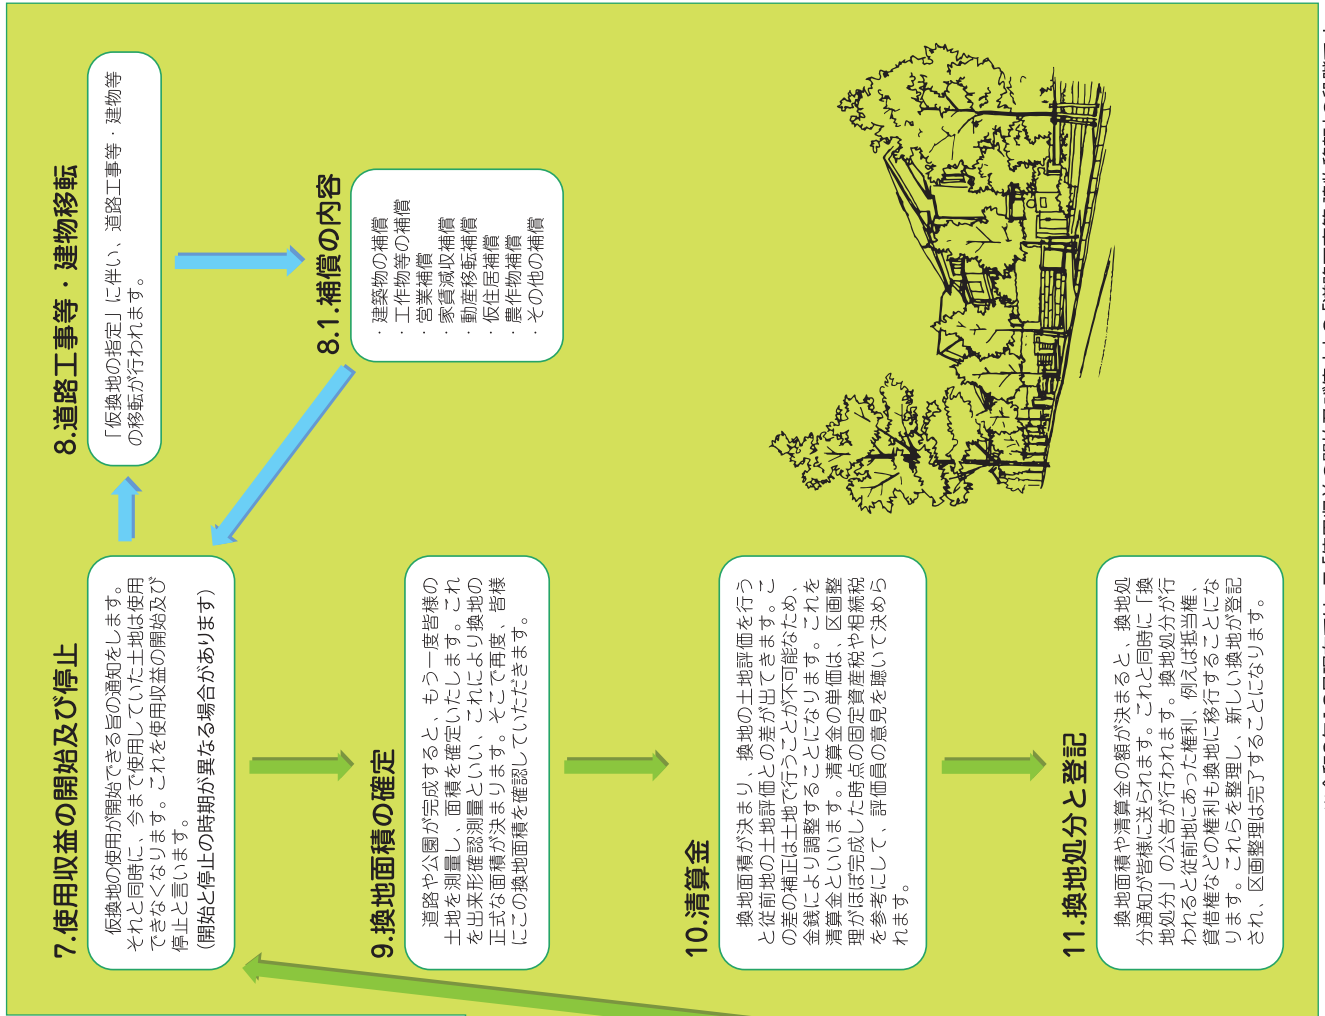 7.使用収益の開始及び停止
仮換地の使用が開始できる旨の通知をします。
それと同時に、今まで使用していた土地は使用
できなくなります。これを使用収益の開始及び
停止と言います。
(開始と停止の時期が異なる場合があります)
8.道路工事等・建物移転
「仮換地の指定」に伴い、道路工事等・建物等
の移転が行われます。
8.1.補償の内容
・建築物の補償
・工作物等の補償
・営業補償
・家賃減収補償
・動産移転補償
・仮住居補償
・農作物補償
・その他の補償
9.換地面積の確定
道路や公園が完成すると、もう一度皆様の
土地を測量し、面積を確定いたします。これ
を出来形確認測量といい、これにより換地の
正式な面積が決まります。そこで再度、皆様
にこの換地面積を確認していただきます。
10.清算金
換地面積が決まり、換地の土地評価を行う
と従前地の土地評価との差が出てきます。こ
の差の補正は土地で行うことが不可能なため、
金銭により調整することになります。これを
清算金といいます。清算金の単価は、区画整
理がほぼ完成した時点の固定資産税や相続税
を参考にして、評価員の意見を聴いて決めら
れます。
11.換地処分と登記
換地面積や清算金の額が決まると、換地処
分通知が皆様に送られます。これと同時に「換
地処分」の公告が行われます。換地処分が行
われると従前地にあった権利、例えば抵当権、
賃借権などの権利も換地に移行することにな
ります。これらを整理し、新しい換地が登記
され、区画整理は完了することになります。